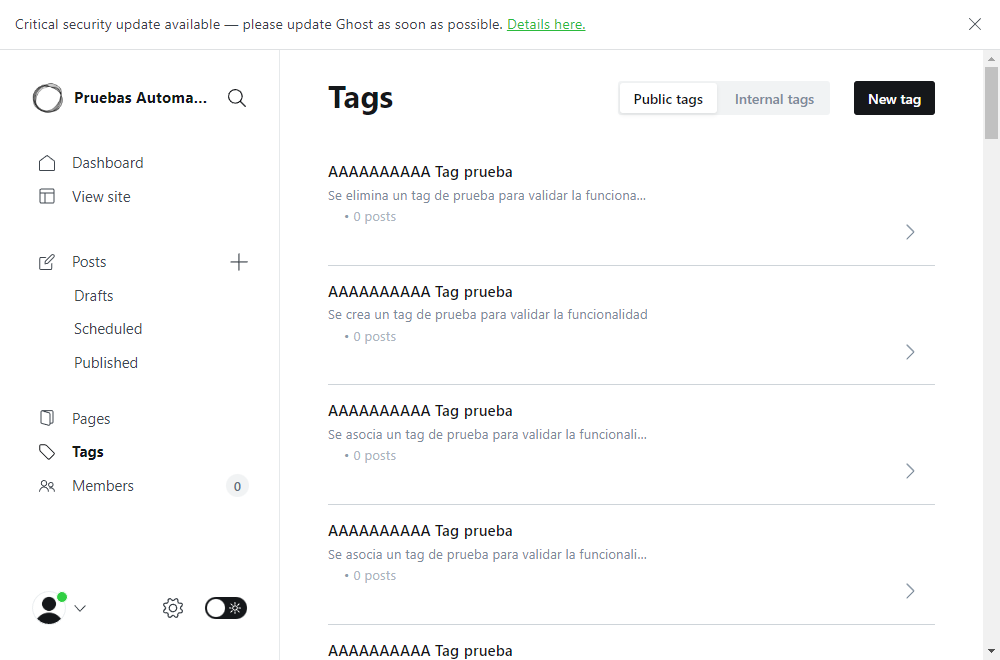 Critical security update available — please update Ghost as soon as possible. Details here.
Pruebas Automa...
Dashboard
View site
Posts
Drafts
Scheduled
Published
Pages
Tags
Members
0
Tags
Public tags
Internal tags
New tag
AAAAAAAAAA Tag prueba
Se elimina un tag de prueba para validar la funciona...
• 0 posts
AAAAAAAAAA Tag prueba
Se crea un tag de prueba para validar la funcionalidad
• 0 posts
AAAAAAAAAA Tag prueba
Se asocia un tag de prueba para validar la funcionali...
• 0 posts
AAAAAAAAAA Tag prueba
Se asocia un tag de prueba para validar la funcionali...
• 0 posts
AAAAAAAAAA Tag prueba